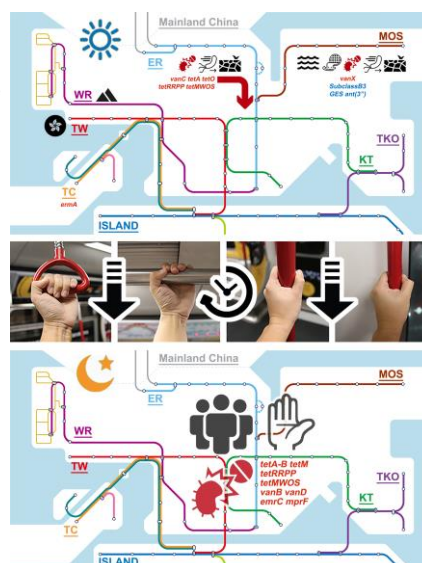 Mainland China
MOS
ER
vanC tetA tetO
tetRRPP tetMWOS
vanX
SubclassB3
GES ant(3")
WR
TW
TKO
KT
TC
ermA
ISLAND
Mainland China
MOS
ER
WR
TW
tetA-B tetM
tetRRPP
tetMWOS
vanB vanD
emrC mprF
TKO
KT
TC
ISLAND